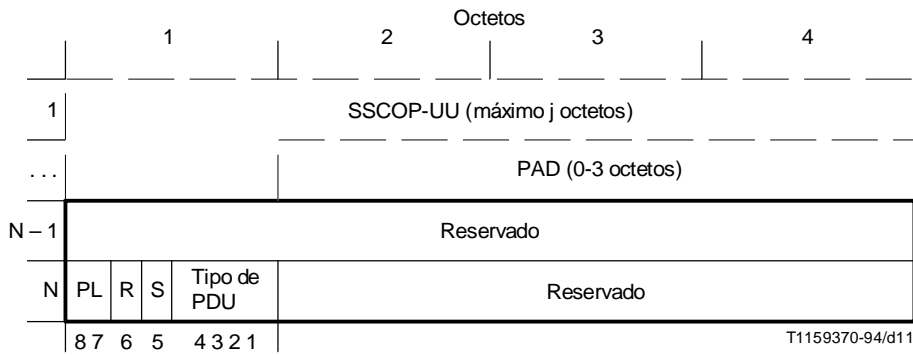 Octetos
1 2 3 4
1 SSCOP-UU (máximo j octetos)
. . . PAD (0-3 octetos)
N – 1 Reservado
N PL R S Tipo de PDU Reservado
8 7 6 5 4 3 2 1 T1159370-94/d11